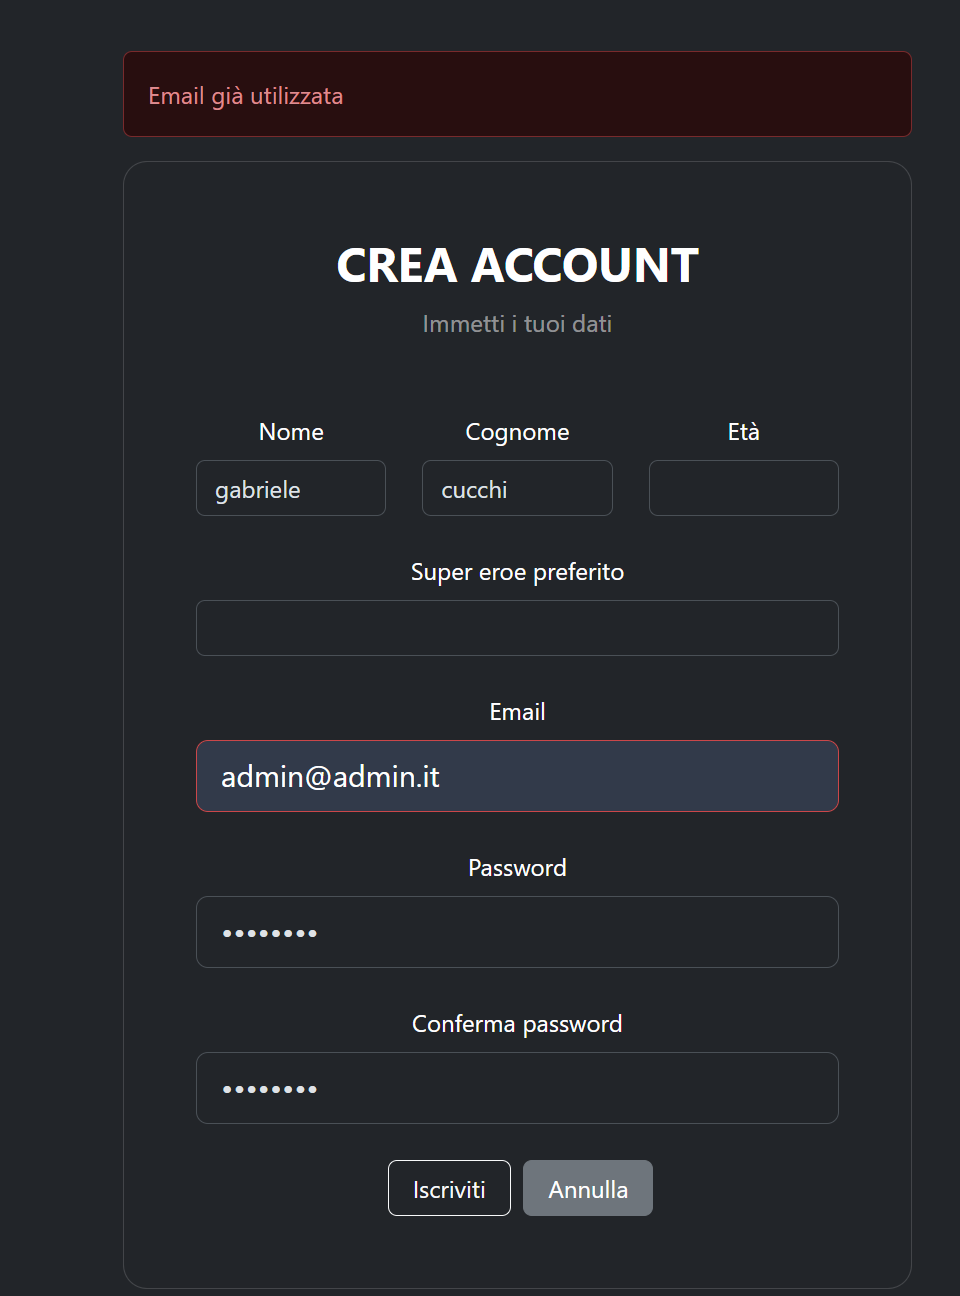 Email già utilizzata
CREA ACCOUNT
Immetti i tuoi dati
Nome Cognome Età
gabriele cucchi
Super eroe preferito
Email
admin@admin.it
Password
••••••••
Conferma password
••••••••
Iscriviti Annulla